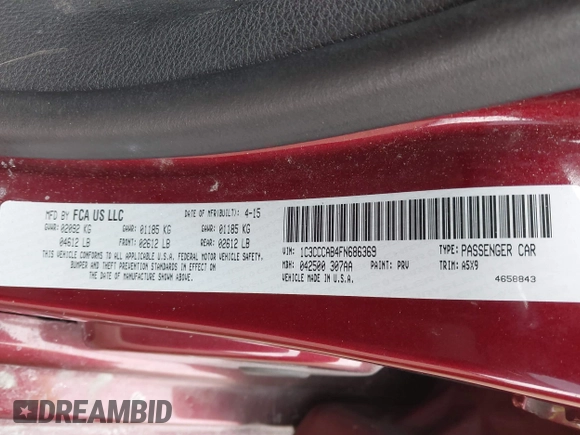 MFD BY FCA US LLC
DATE OF MFR(BUILT): 4-15
GVWR: 02092 KG
GAWR: 01185 KG
GAWR: 01185 KG
04612 LB
FRONT: 02612 LB
REAR: 02612 LB
THIS VEHICLE CONFORMS TO ALL APPLICABLE U.S.A. FEDERAL MOTOR VEHICLE SAFETY,
BUMPER AND THEFT PREVENTION STANDARDS IN EFFECT ON
THE DATE OF MANUFACTURE SHOWN ABOVE.
VIN: 1C3CCCAB4FN686369
TYPE: PASSENGER CAR
MDH: 042500 307AA
PAINT: PRV
TRIM: A5X9
VEHICLE MADE IN U.S.A.
4658843
DREAMBID